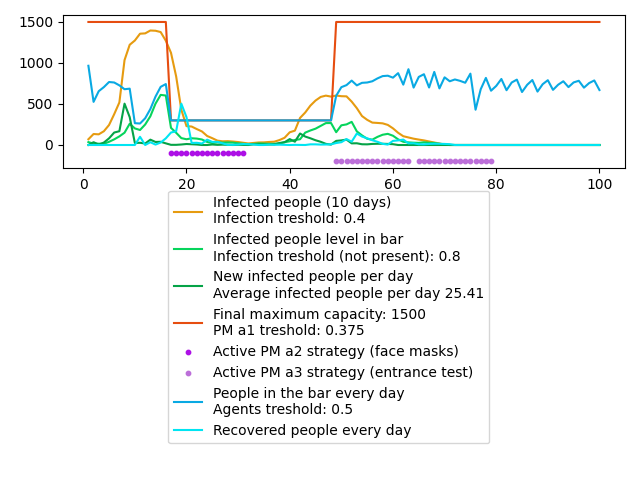 1500
1000
500
0
0
20
40
60
80
100
Infected people (10 days)
Infection treshold: 0.4
Infected people level in bar
Infection treshold (not present): 0.8
New infected people per day
Average infected people per day 25.41
Final maximum capacity: 1500
PM a1 treshold: 0.375
Active PM a2 strategy (face masks)
Active PM a3 strategy (entrance test)
People in the bar every day
Agents treshold: 0.5
Recovered people every day